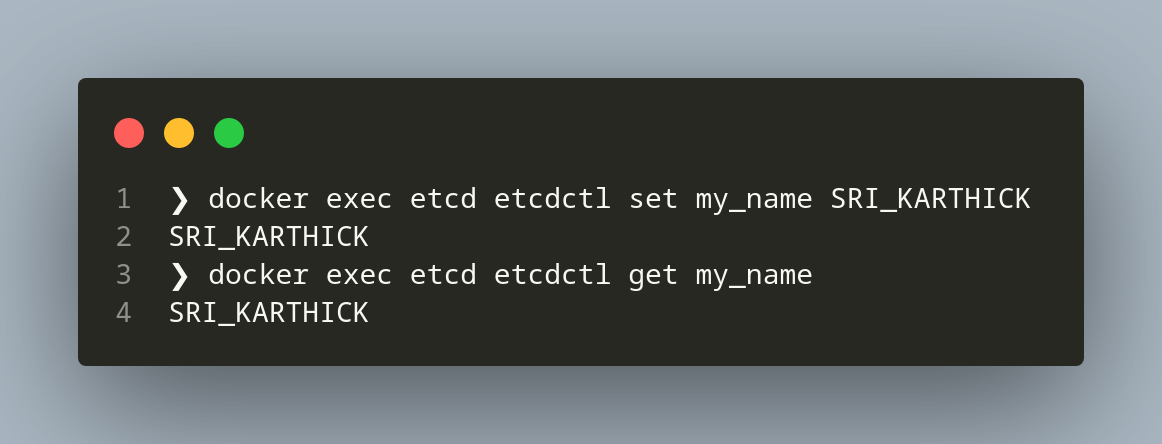 1 ❯ docker exec etcd etcdctl set my_name SRI_KARTHICK
2 SRI_KARTHICK
3 ❯ docker exec etcd etcdctl get my_name
4 SRI_KARTHICK